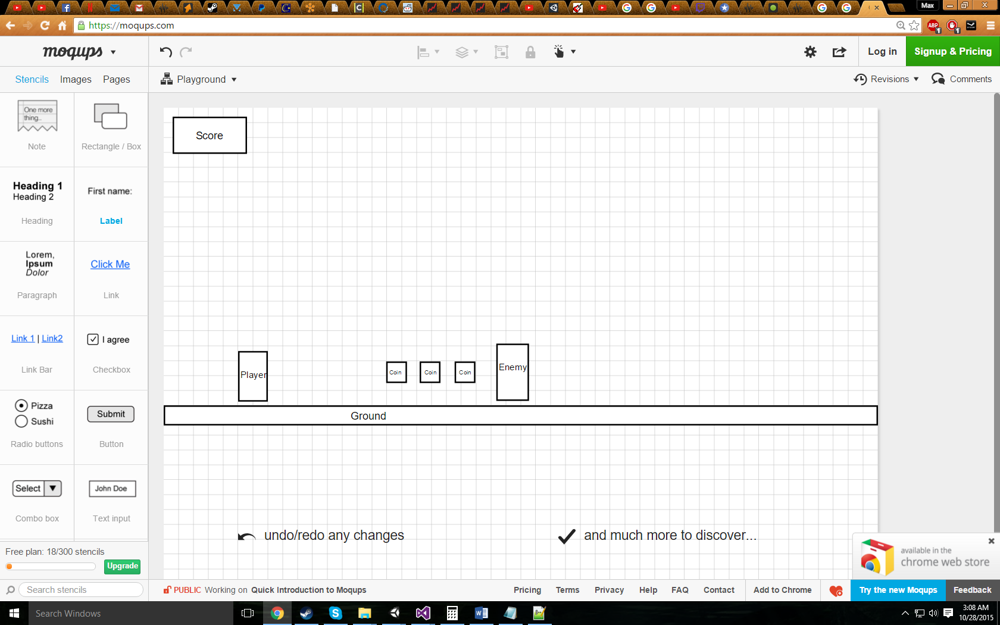 Max
https://moqups.com
ABP
1
1
moqups
Log in
Signup & Pricing
Stencils Images Pages
Playground
Revisions
Comments
One more
thing..
Note
Rectangle / Box
Heading 1
Heading 2
Heading
First name:
Label
Lorem,
Ipsum
Dolor
Paragraph
Click Me
Link
Link 1 | Link2
Link Bar
I agree
Checkbox
Pizza
Sushi
Radio buttons
Submit
Button
Select
Combo box
John Doe
Text input
Free plan: 18/300 stencils
Upgrade
Search stencils
Score
Player
Coin
Coin
Coin
Enemy
Ground
undo/redo any changes
and much more to discover...
available in the
chrome web store
PUBLIC Working on Quick Introduction to Moqups
Pricing Terms Privacy Help FAQ Contact
Add to Chrome
Try the new Moqups
Feedback
Search Windows
3:08 AM
10/28/2015